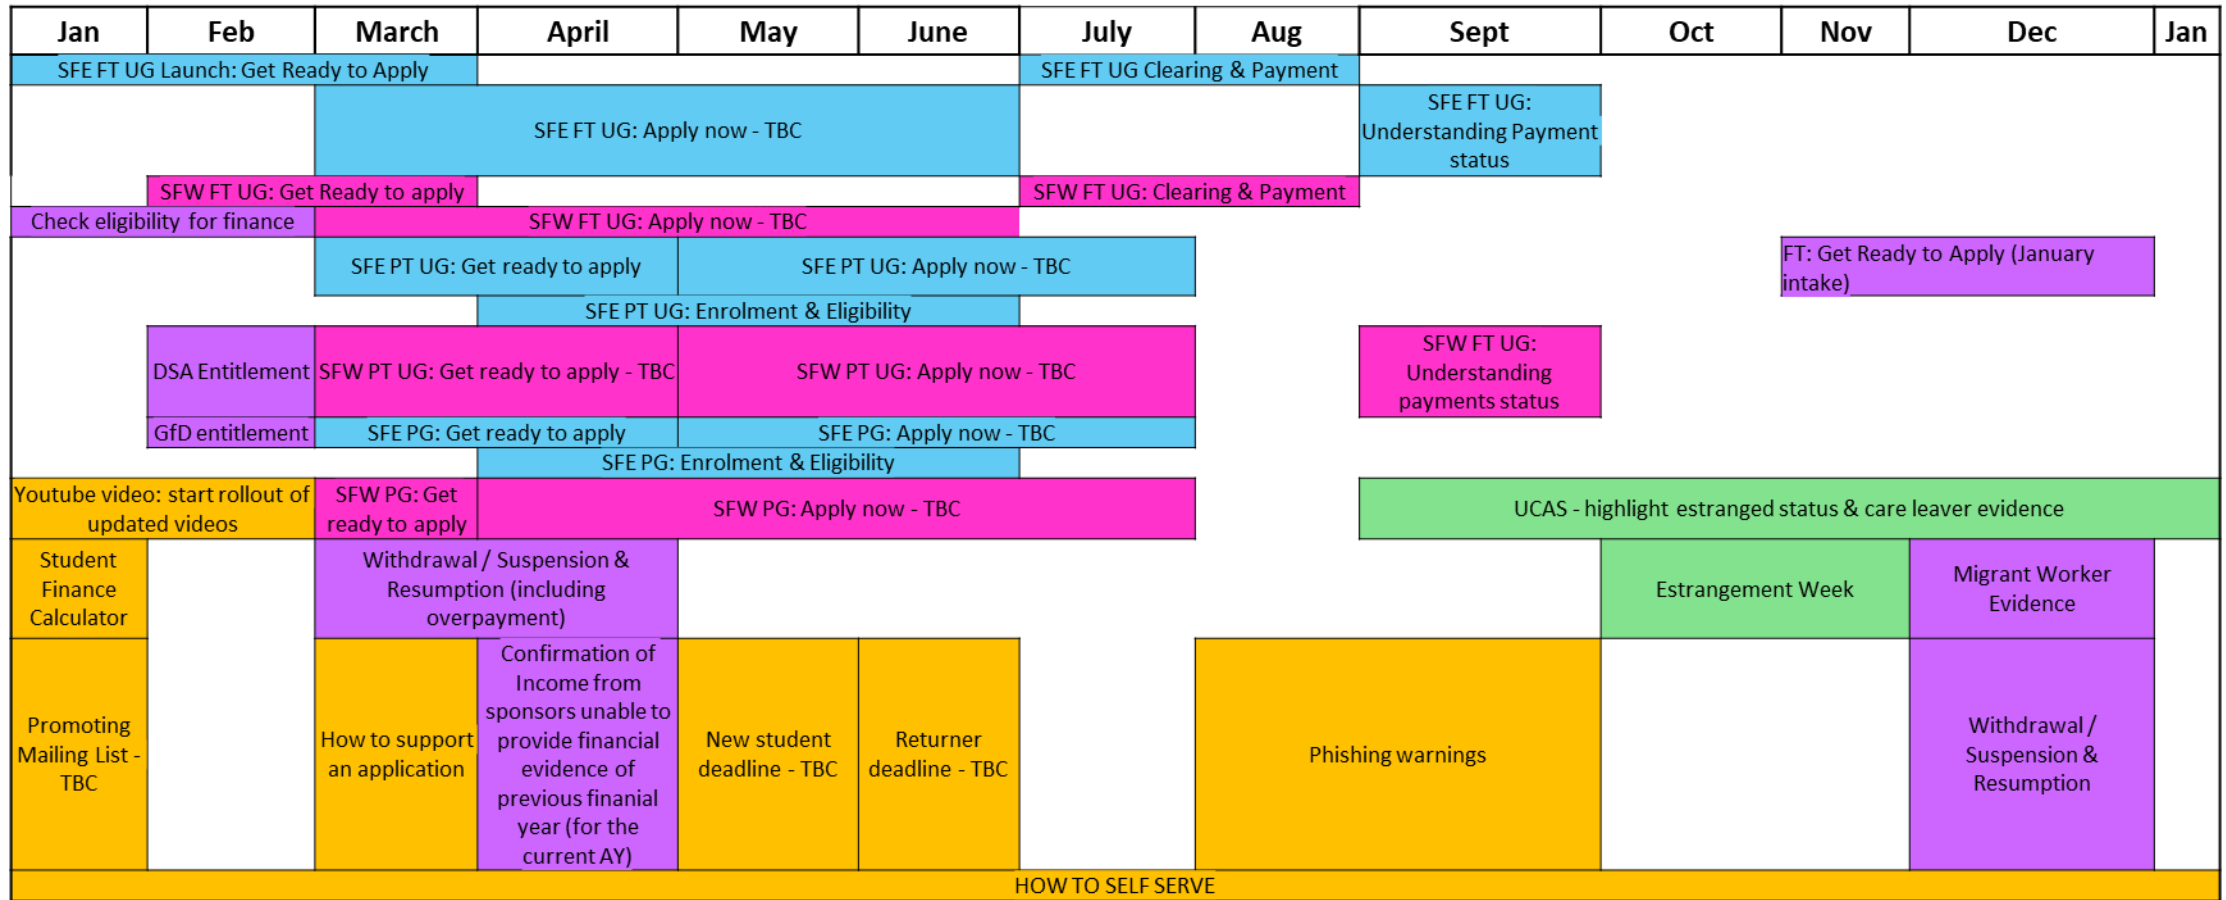 Jan Feb March April May June July Aug Sept Oct Nov Dec Jan
SFE FT UG Launch: Get Ready to Apply
SFE FT UG Clearing & Payment
SFE FT UG: Apply now - TBC
SFE FT UG:
Understanding Payment
status
SFW FT UG: Get Ready to apply
SFW FT UG: Clearing & Payment
Check eligibility for finance
SFW FT UG: Apply now - TBC
SFE PT UG: Get ready to apply
SFE PT UG: Apply now - TBC
FT: Get Ready to Apply (January
intake)
SFE PT UG: Enrolment & Eligibility
DSA Entitlement
SFW PT UG: Get ready to apply - TBC
SFW PT UG: Apply now - TBC
SFW FT UG:
Understanding
payments status
GfD entitlement
SFE PG: Get ready to apply
SFE PG: Apply now - TBC
SFE PG: Enrolment & Eligibility
Youtube video: start rollout of
updated videos
SFW PG: Get
ready to apply
SFW PG: Apply now - TBC
UCAS - highlight estranged status & care leaver evidence
Student
Finance
Calculator
Withdrawal / Suspension &
Resumption (including
overpayment)
Estrangement Week
Migrant Worker
Evidence
Promoting
Mailing List -
TBC
How to support
an application
Confirmation of
Income from
sponsors unable to
provide financial
evidence of
previous finanial
year (for the
current AY)
New student
deadline - TBC
Returner
deadline - TBC
Phishing warnings
Withdrawal /
Suspension &
Resumption
HOW TO SELF SERVE